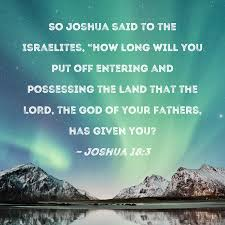 SO JOSHUA SAID TO THE
ISRAELITES, "HOW LONG WILL YOU
PUT OFF ENTERING AND
POSSESSING THE LAND THAT THE
LORD, THE GOD OF YOUR FATHERS,
HAS GIVEN YOU?
- JOSHUA 18:3